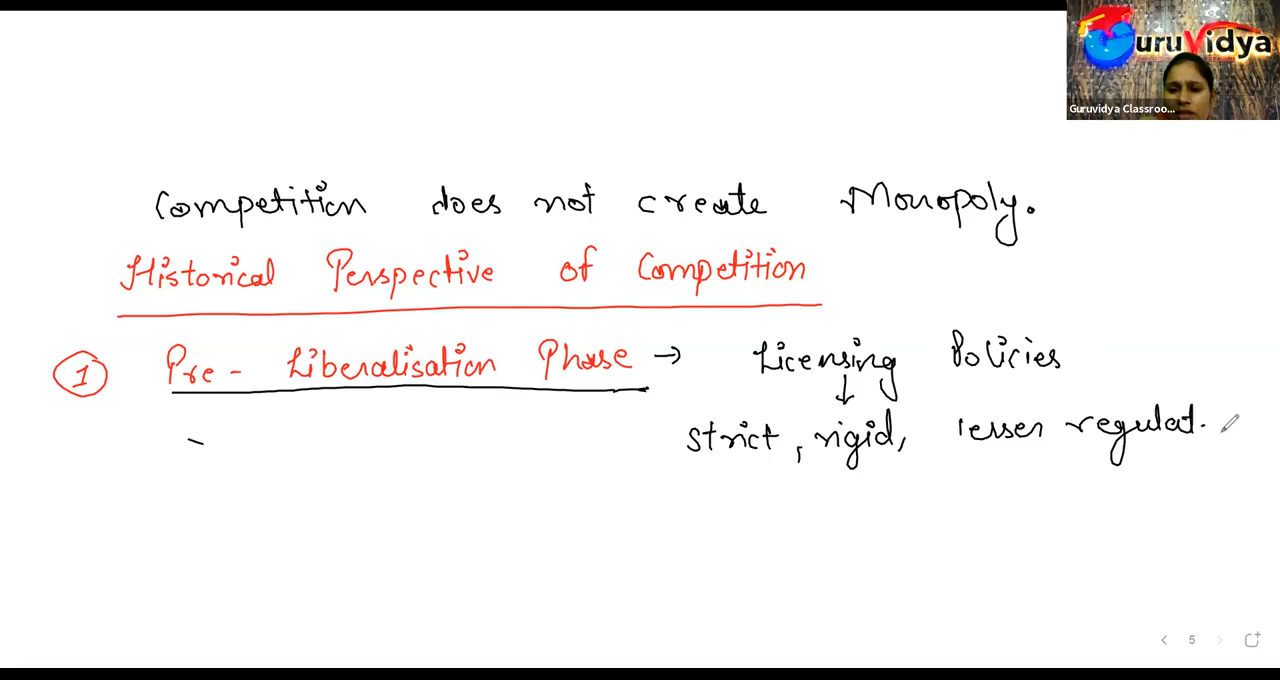 GuruVidya
Guruvidya Classroo...
Competition does not create Monopoly.
Historical Perspective of Competition
1 Pre - Liberalisation Phase → Licensing Policies
↓
strict, rigid, lesser regulat.
5